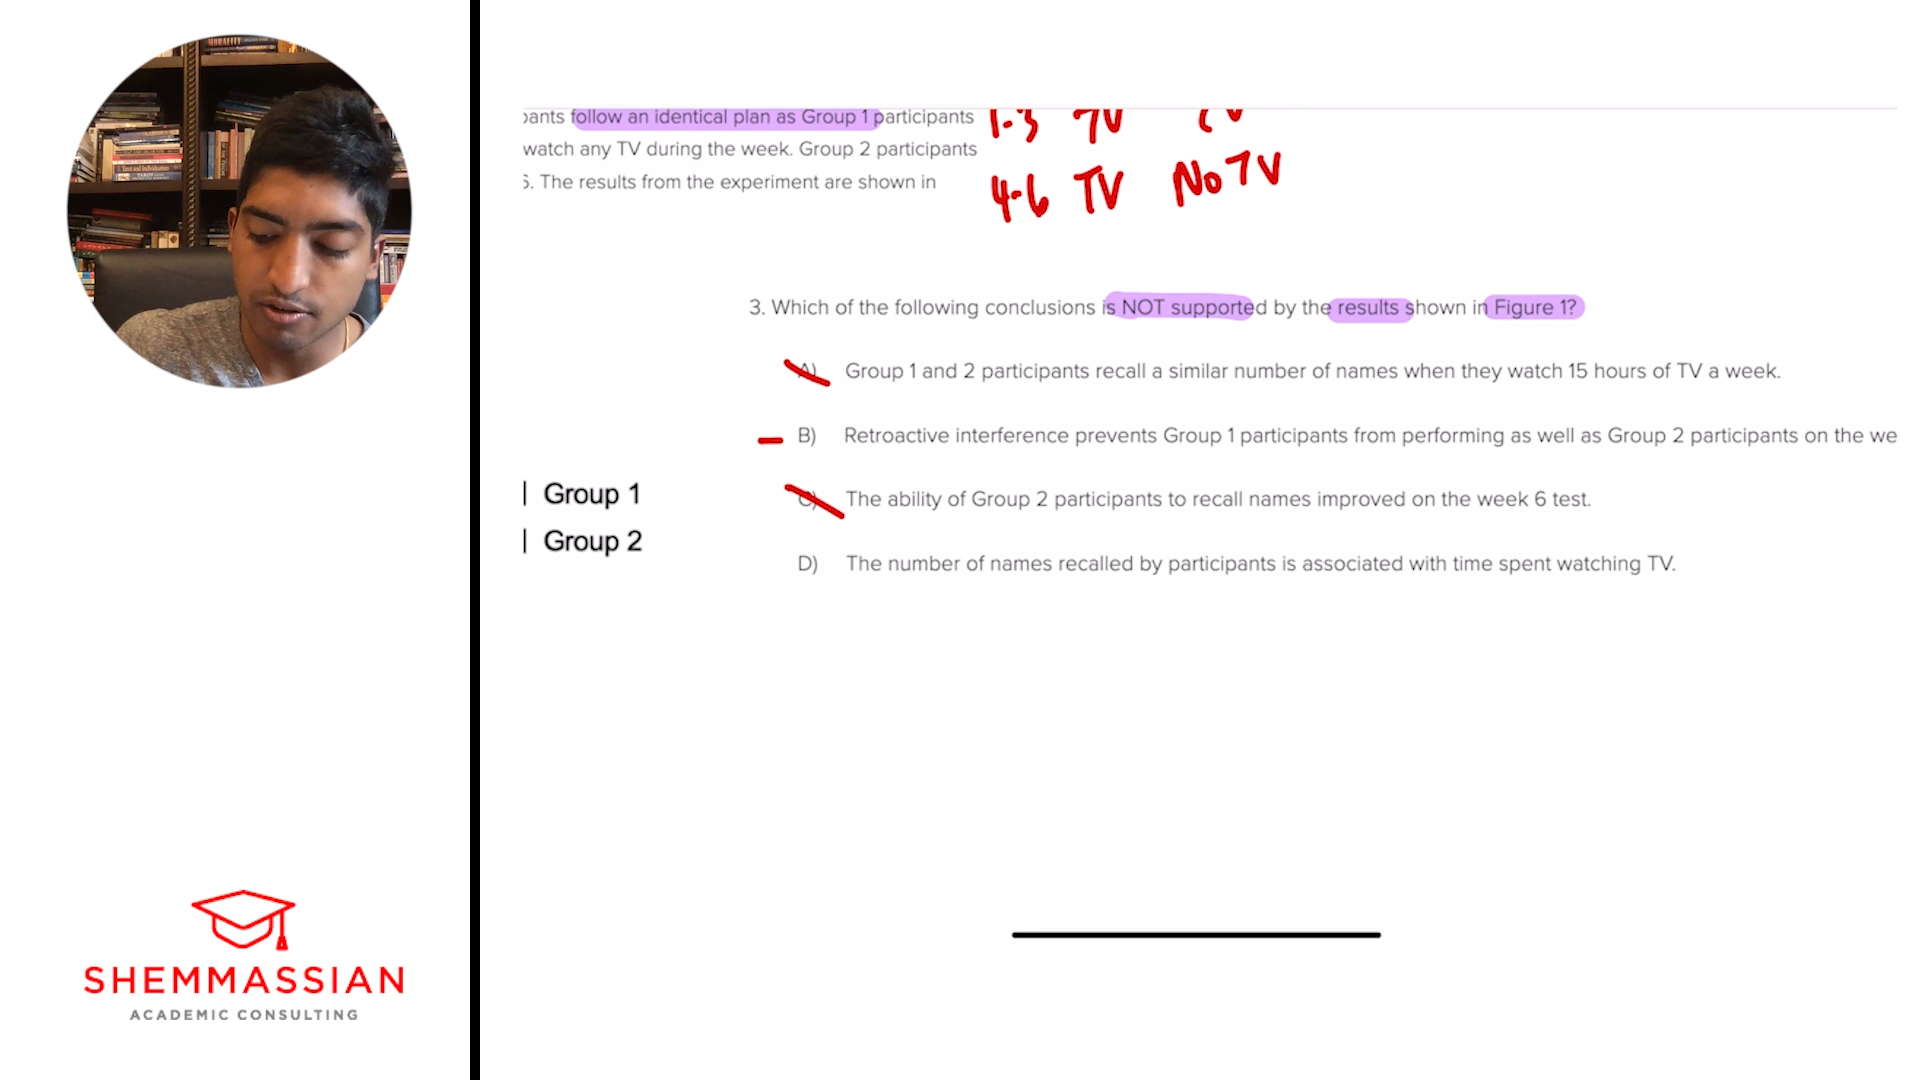 follow an identical plan as Group 1 participants
1-3 TV
watch any TV during the week. Group 2 participants
6. The results from the experiment are shown in
4-6 TV No TV
3. Which of the following conclusions is NOT supported by the results shown in Figure 1?
A) Group 1 and 2 participants recall a similar number of names when they watch 15 hours of TV a week.
B) Retroactive interference prevents Group 1 participants from performing as well as Group 2 participants on the we
Group 1
C) The ability of Group 2 participants to recall names improved on the week 6 test.
Group 2
D) The number of names recalled by participants is associated with time spent watching TV.
SHEMMASSIAN
ACADEMIC CONSULTING